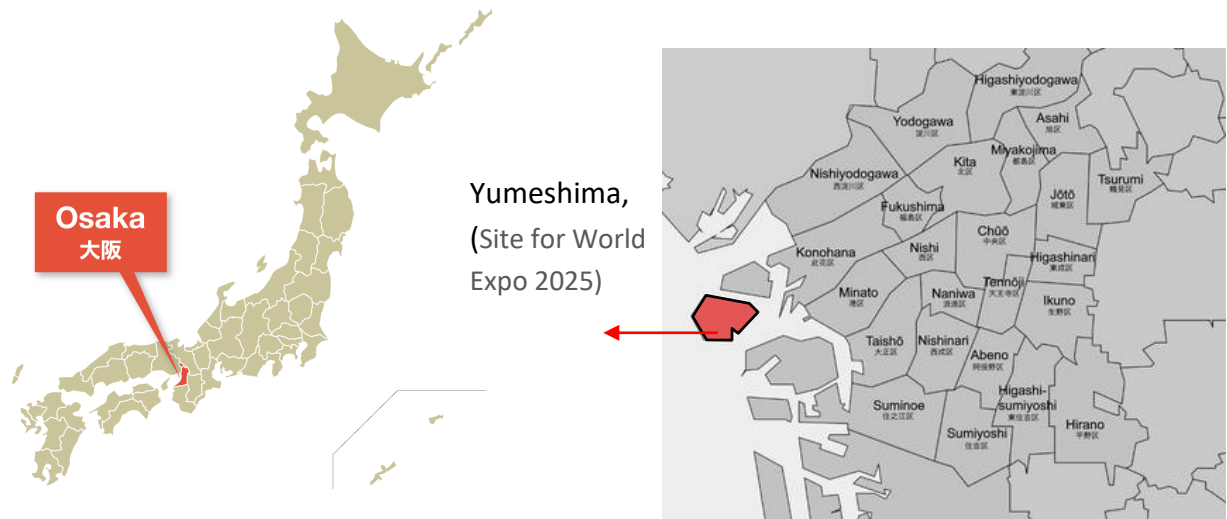 Osaka
大阪
Yumeshima,
(Site for World
Expo 2025)
Higashiyodogawa
東淀川区
Yodogawa
淀川区
Asahi
旭区
Miyakojima
都島区
Kita
北区
Nishiyodogawa
西淀川区
Tsurumi
鶴見区
Jōtō
城東区
Fukushima
福島区
Chūō
中央区
Konohana
此花区
Nishi
西区
Higashinari
東成区
Tennōji
天王寺区
Minato
港区
Naniwa
浪速区
Ikuno
生野区
Taishō
大正区
Nishinari
西成区
Abeno
阿倍野区
Higashi-
sumiyoshi
東住吉区
Suminoe
住之江区
Hirano
平野区
Sumiyoshi
住吉区